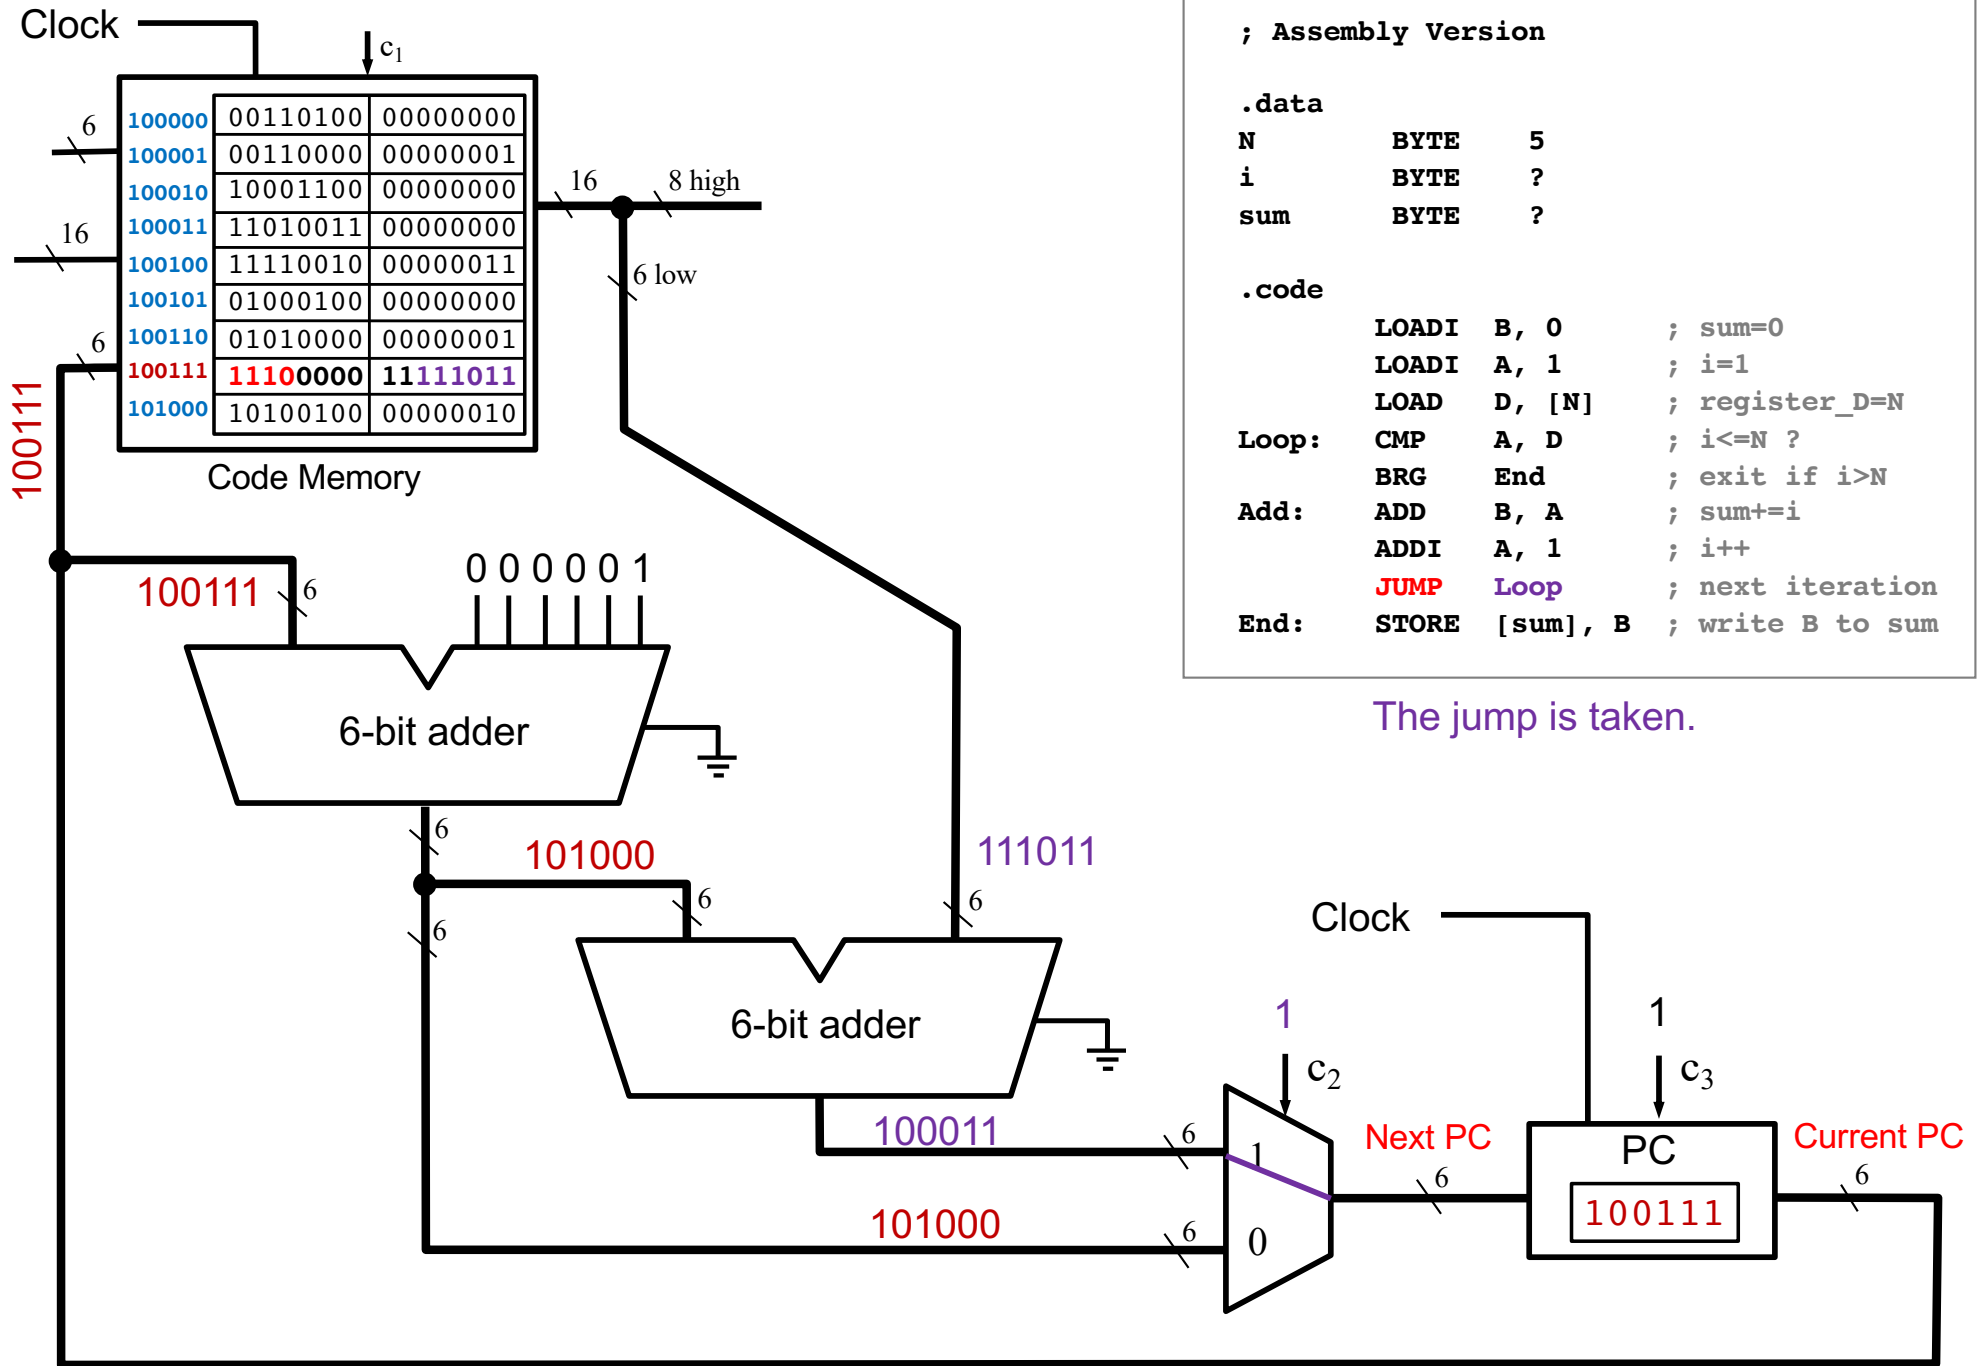 Clock
c1
6
16
6
100000 00110100 00000000
100001 00110000 00000001
100010 10001100 00000000
100011 11010011 00000000
100100 11110010 00000011
100101 01000100 00000000
100110 01010000 00000001
100111 11100000 11111011
101000 10100100 00000010
Code Memory
16
8 high
6 low
; Assembly Version
.data
N BYTE 5
i BYTE ?
sum BYTE ?
.code
LOADI B, 0 ; sum=0
LOADI A, 1 ; i=1
LOAD D, [N] ; register_D=N
Loop: CMP A, D ; i<=N ?
BRG End ; exit if i>N
Add: ADD B, A ; sum+=i
ADDI A, 1 ; i++
JUMP Loop ; next iteration
End: STORE [sum], B ; write B to sum
The jump is taken.
100111
100111
6
0 0 0 0 0 1
6-bit adder
6
101000
6
6
111011
6
6-bit adder
100011
6
101000
6
1
c2
1
0
Next PC
6
Clock
1
c3
PC
100111
Current PC
6